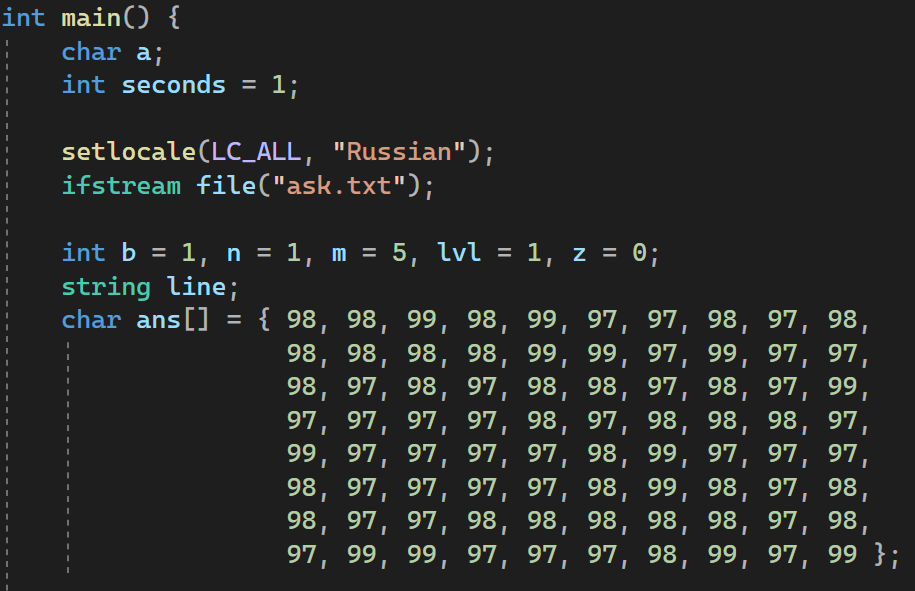 int main() {
char a;
int seconds = 1;
setlocale(LC_ALL, "Russian");
ifstream file("ask.txt");
int b = 1, n = 1, m = 5, lvl = 1, z = 0;
string line;
char ans[] = { 98, 98, 99, 98, 99, 97, 97, 98, 97, 98,
98, 98, 98, 98, 99, 99, 97, 99, 97, 97,
98, 97, 98, 97, 98, 98, 97, 98, 97, 99,
97, 97, 97, 97, 98, 97, 98, 98, 98, 97,
99, 97, 97, 97, 97, 98, 99, 97, 97, 97,
98, 97, 97, 97, 97, 98, 99, 98, 97, 98,
98, 97, 97, 98, 98, 98, 98, 98, 97, 98,
97, 99, 99, 97, 97, 97, 98, 99, 97, 99 };